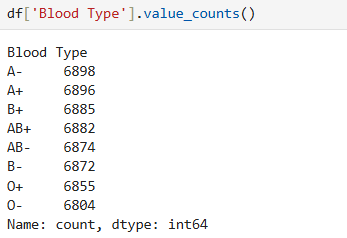 df['Blood Type'].value_counts()
Blood Type
A-     6898
A+     6896
B+     6885
AB+    6882
AB-    6874
B-     6872
O+     6855
O-     6804
Name: count, dtype: int64